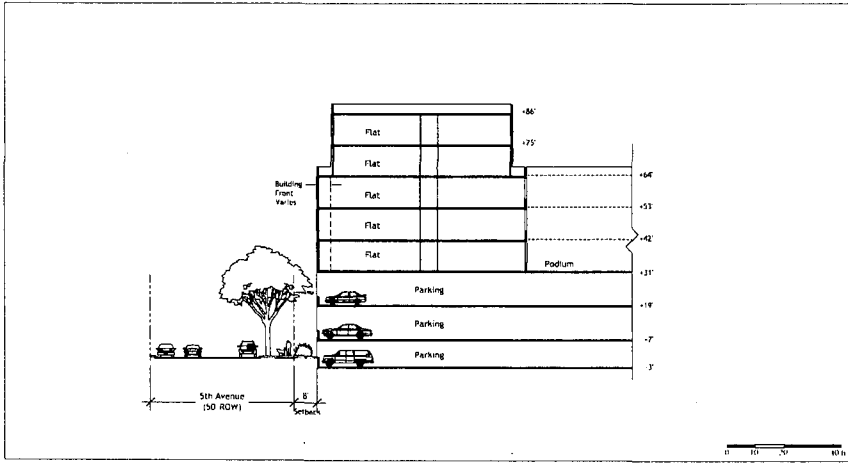 +86'
Flat
+75'
Flat
+64'
Building
Front
Varies
Flat
+53'
Flat
+42'
Flat
Podium
+31'
Parking
+19'
Parking
-7'
Parking
-3'
5th Avenue
(50 ROW)
8'
Setback
0 10 20 40 ft